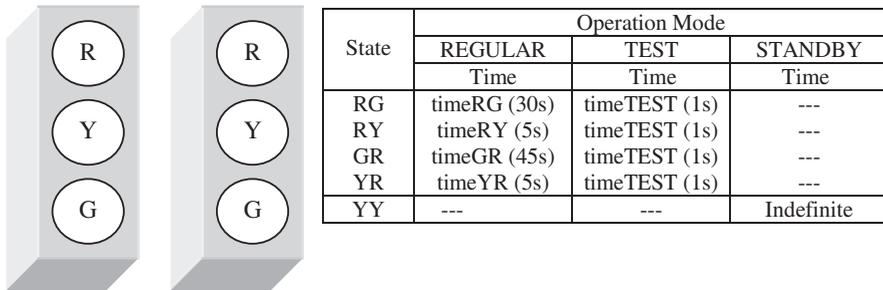 R
Y
G
R
Y
G
Operation Mode
State REGULAR TEST STANDBY
Time Time Time
RG timeRG (30s) timeTEST (1s) ---
RY timeRY (5s) timeTEST (1s) ---
GR timeGR (45s) timeTEST (1s) ---
YR timeYR (5s) timeTEST (1s) ---
YY --- --- Indefinite